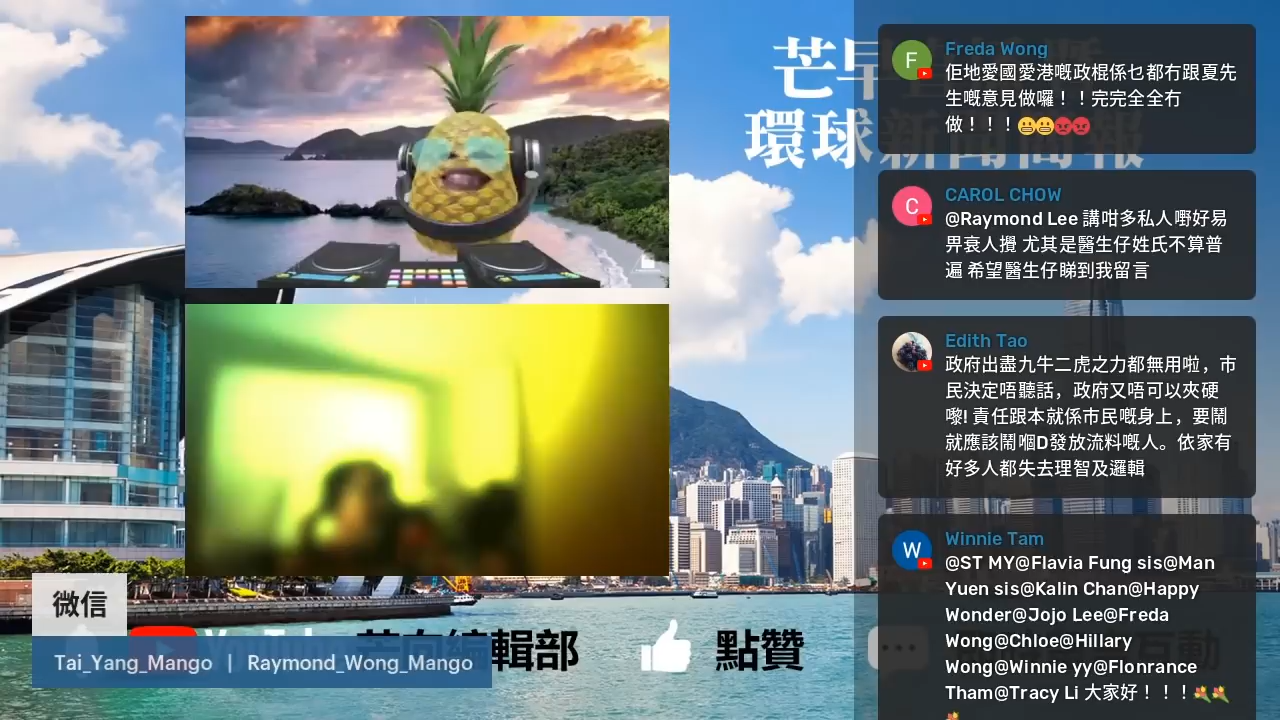 芒早
環球新聞簡報
Freda Wong
佢地愛國愛港嘅政棍係乜都冇跟夏先
生嘅意見做囉！！完完全全冇
做！！！😬😬😡😡
CAROL CHOW
@Raymond Lee 講咁多私人嘢好易
畀衰人攪 尤其是醫生仔姓氏不算普
遍 希望醫生仔睇到我留言
Edith Tao
政府出盡九牛二虎之力都無用啦，市
民決定唔聽話，政府又唔可以夾硬
嚟! 責任跟本就係市民嘅身上，要鬧
就應該鬧嗰D發放流料嘅人。依家有
好多人都失去理智及邏輯
Winnie Tam
@ST MY@Flavia Fung sis@Man
Yuen sis@Kalin Chan@Happy
Wonder@Jojo Lee@Freda
Wong@Chloe@Hillary
Wong@Winnie yy@Flonrance
Tham@Tracy Li 大家好！！！💐💐
微信
編輯部
點贊
互動
Tai_Yang_Mango | Raymond_Wong_Mango